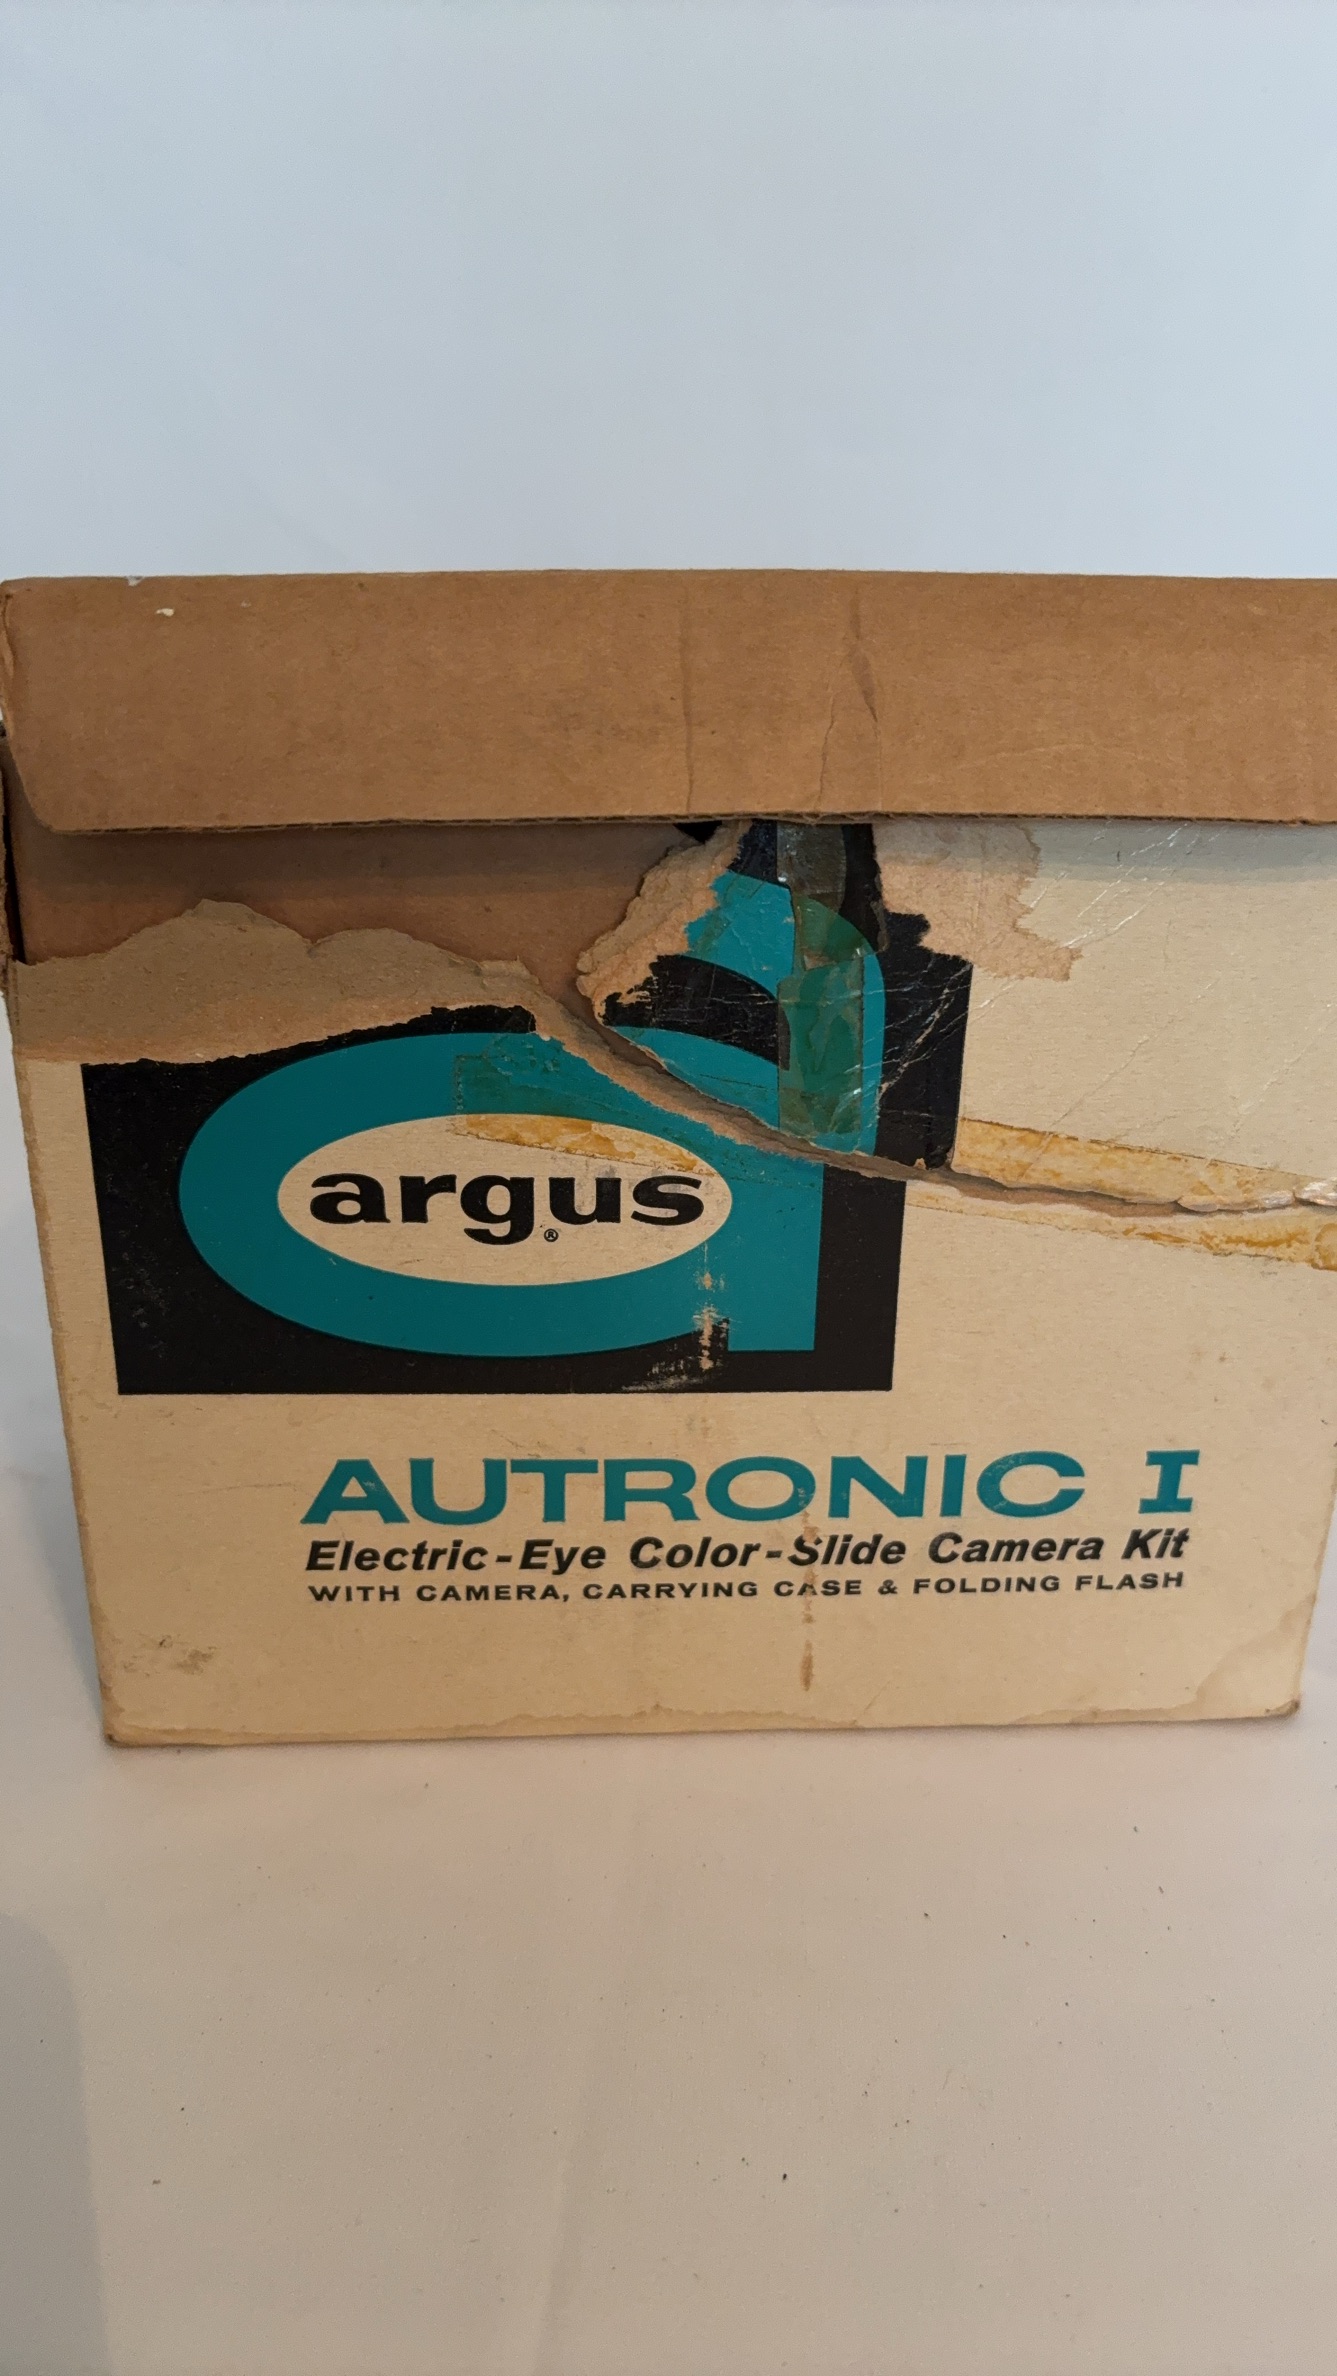 argus®
AUTRONIC I
Electric-Eye Color-Slide Camera Kit
WITH CAMERA, CARRYING CASE & FOLDING FLASH